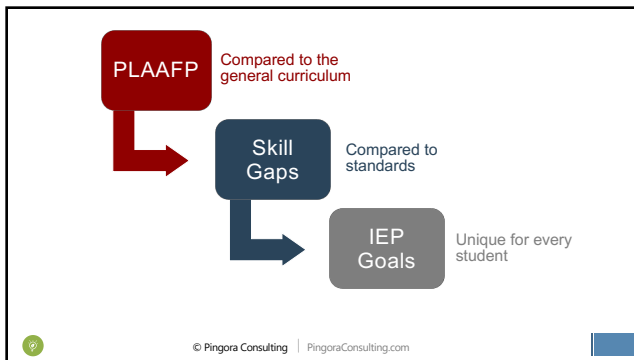 PLAAFP
Compared to the
general curriculum
Skill
Gaps
Compared to
standards
IEP
Goals
Unique for every
student
© Pingora Consulting | PingoraConsulting.com